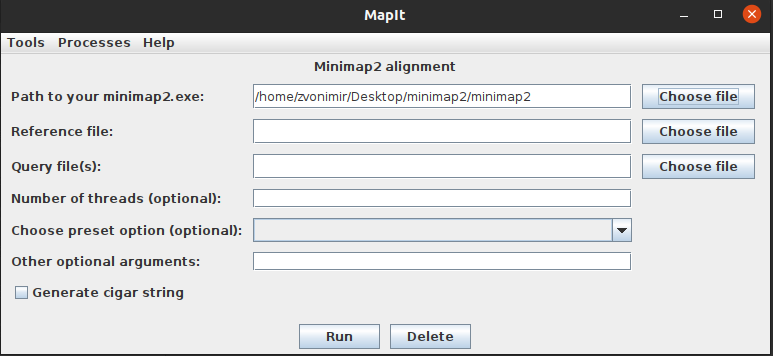 MapIt
Tools Processes Help
Minimap2 alignment
Path to your minimap2.exe: /home/zvonimir/Desktop/minimap2/minimap2 Choose file
Reference file: Choose file
Query file(s): Choose file
Number of threads (optional):
Choose preset option (optional):
Other optional arguments:
Generate cigar string
Run Delete